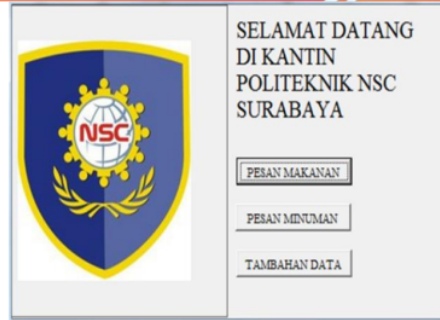 SELAMAT DATANG
DI KANTIN
POLITEKNIK NSC
SURABAYA
NSC
PESAN MAKANAN
PESAN MINUMAN
TAMBAHAN DATA